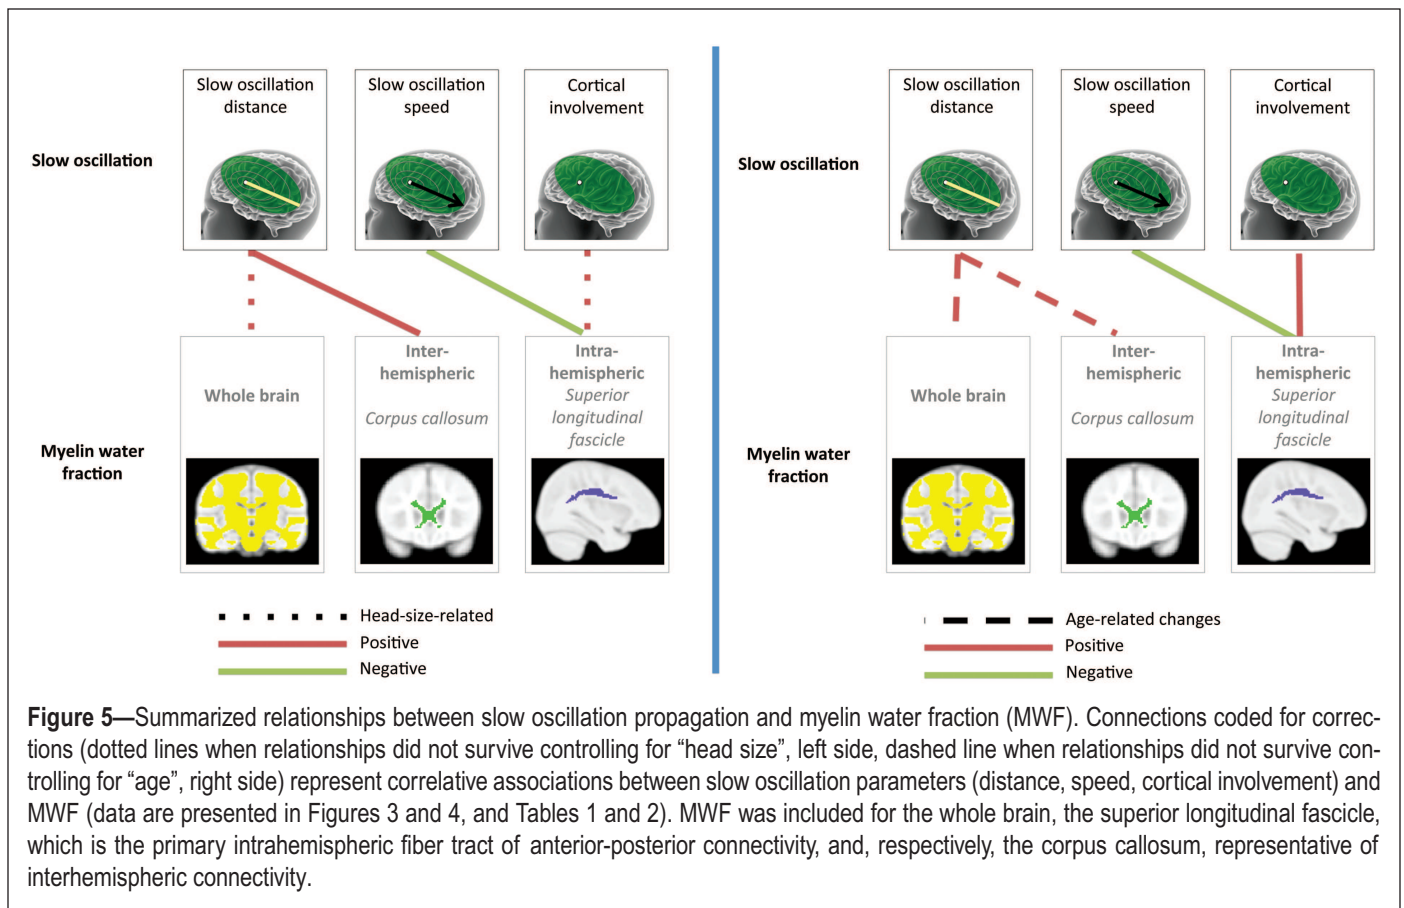 Slow oscillation
distance
Slow oscillation
speed
Cortical
involvement
Slow oscillation
Whole brain
Inter-
hemispheric
Corpus callosum
Intra-
hemispheric
Superior
longitudinal
fascicle
Myelin water
fraction
Head-size-related
Positive
Negative
Slow oscillation
distance
Slow oscillation
speed
Cortical
involvement
Slow oscillation
Whole brain
Inter-
hemispheric
Corpus callosum
Intra-
hemispheric
Superior
longitudinal
fascicle
Myelin water
fraction
Age-related changes
Positive
Negative
Figure 5—Summarized relationships between slow oscillation propagation and myelin water fraction (MWF). Connections coded for correc-
tions (dotted lines when relationships did not survive controlling for “head size”, left side, dashed line when relationships did not survive con-
trolling for “age”, right side) represent correlative associations between slow oscillation parameters (distance, speed, cortical involvement) and
MWF (data are presented in Figures 3 and 4, and Tables 1 and 2). MWF was included for the whole brain, the superior longitudinal fascicle,
which is the primary intrahemispheric fiber tract of anterior-posterior connectivity, and, respectively, the corpus callosum, representative of
interhemispheric connectivity.